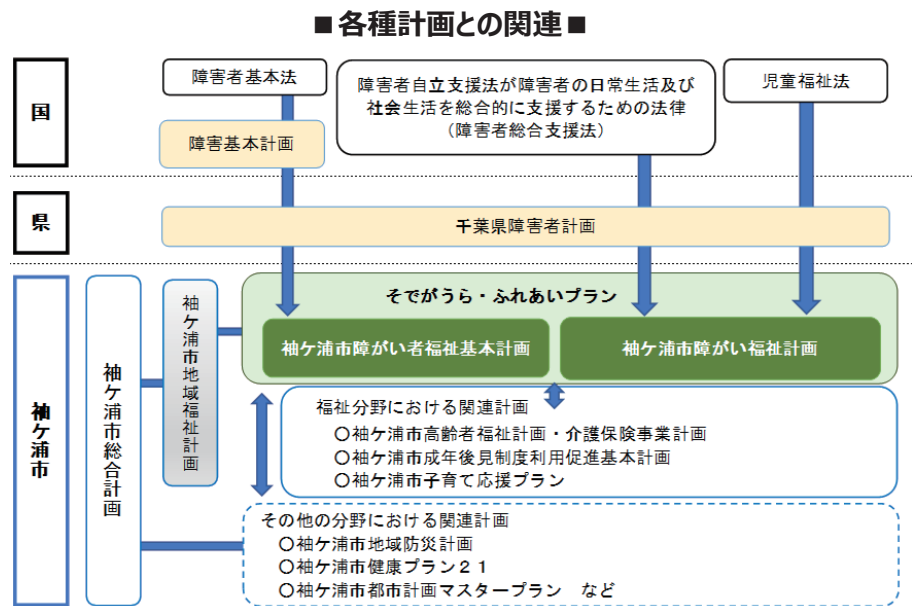 ■各種計画との関連■
国
障害者基本法
障害者自立支援法が障害者の日常生活及び
社会生活を総合的に支援するための法律
（障害者総合支援法）
児童福祉法
障害基本計画
県
千葉県障害者計画
袖ケ浦市
袖ケ浦市総合計画
袖ケ浦市地域福祉計画
そでがうら・ふれあいプラン
袖ケ浦市障がい者福祉基本計画
袖ケ浦市障がい福祉計画
福祉分野における関連計画
○袖ケ浦市高齢者福祉計画・介護保険事業計画
○袖ケ浦市成年後見制度利用促進基本計画
○袖ケ浦市子育て応援プラン
その他の分野における関連計画
○袖ケ浦市地域防災計画
○袖ケ浦市健康プラン２１
○袖ケ浦市都市計画マスタープラン　など